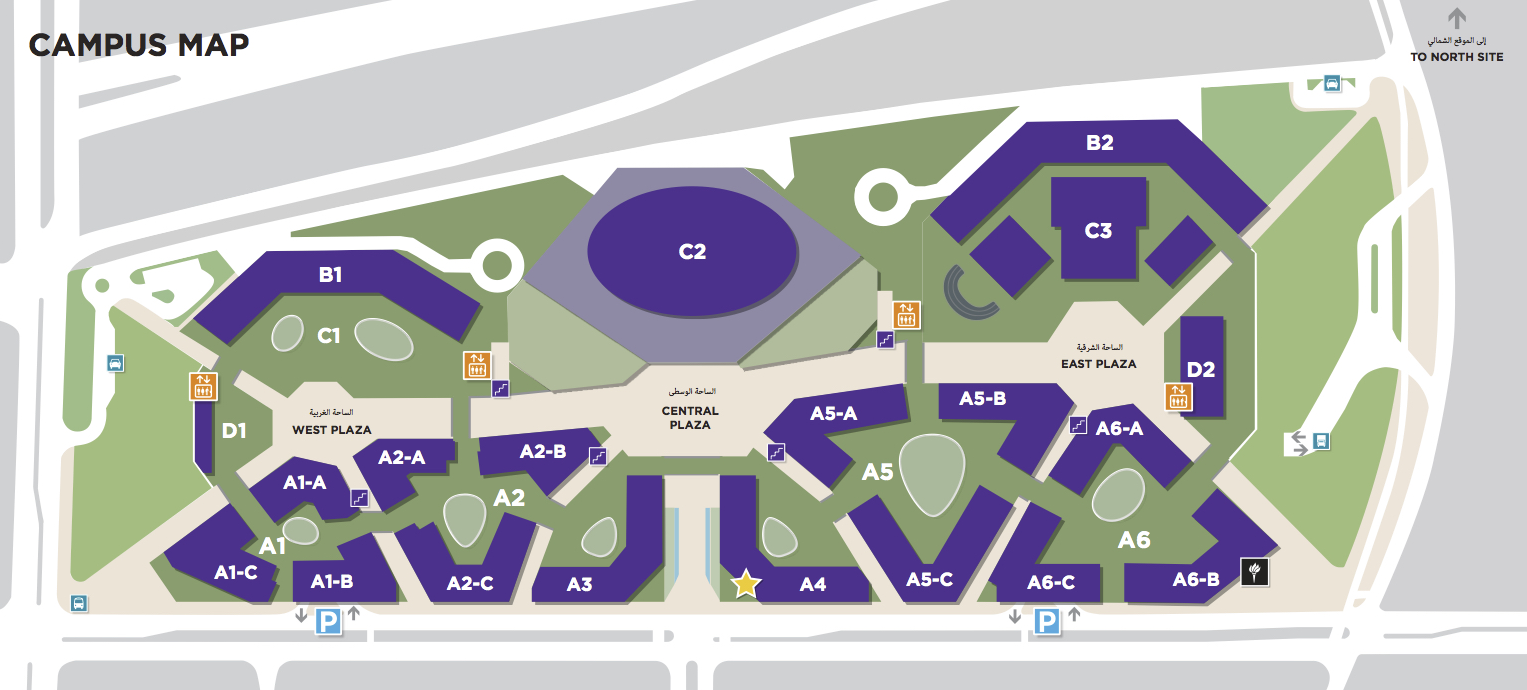 CAMPUS MAP
إلى الموقع الشمالي
TO NORTH SITE
B2
C3
C2
B1
C1
الساحة الشرقية
EAST PLAZA
D2
الساحة الوسطى
CENTRAL
PLAZA
الساحة الغربية
WEST PLAZA
D1
A5-A
A5-B
A6-A
A2-A
A2-B
A1-A
A2
A5
A1
A6
A1-C
A1-B
A2-C
A3
A4
A5-C
A6-C
A6-B
P
P